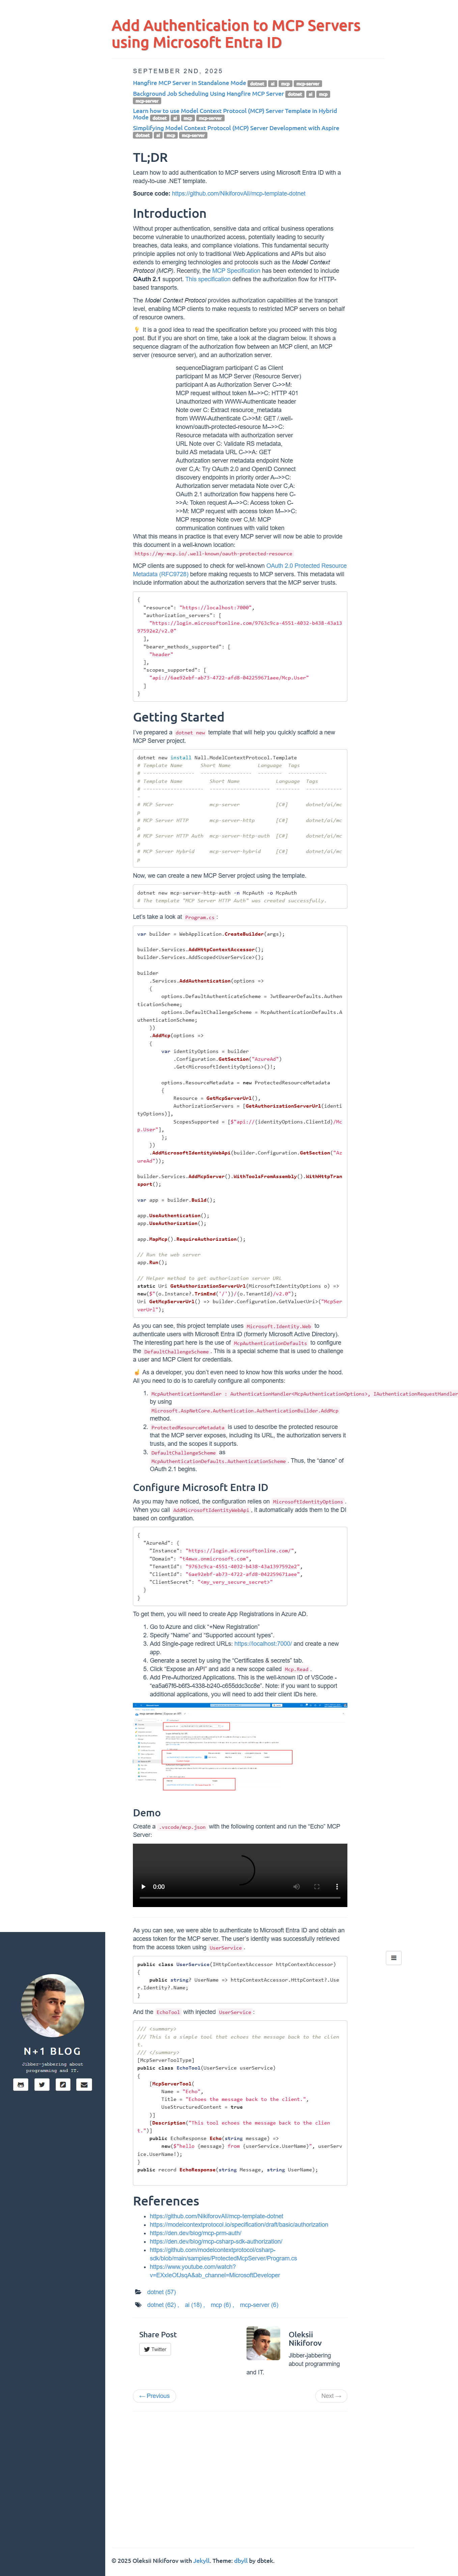 Add Authentication to MCP Servers
using Microsoft Entra ID
SEPTEMBER 2ND, 2025
Hangfire MCP Server in Standalone Mode dotnet ai mcp mcp-server
Background Job Scheduling Using Hangfire MCP Server dotnet ai mcp
mcp-server
Learn how to use Model Context Protocol (MCP) Server Template in Hybrid
Mode dotnet ai mcp mcp-server
Simplifying Model Context Protocol (MCP) Server Development with Aspire
dotnet ai mcp mcp-server
TL;DR
Learn how to add authentication to MCP servers using Microsoft Entra ID with a
ready-to-use .NET template.
Source code: https://github.com/NikiforovAll/mcp-template-dotnet
Introduction
Without proper authentication, sensitive data and critical business operations
become vulnerable to unauthorized access, potentially leading to security
breaches, data leaks, and compliance violations. This fundamental security
principle applies not only to traditional Web Applications and APIs but also
extends to emerging technologies and protocols such as the Model Context
Protocol (MCP). Recently, the MCP Specification has been extended to include
OAuth 2.1 support. This specification defines the authorization flow for HTTP-
based transports.
The Model Context Protocol provides authorization capabilities at the transport
level, enabling MCP clients to make requests to restricted MCP servers on behalf
of resource owners.
💡 It is a good idea to read the specification before you proceed with this blog
post. But if you are short on time, take a look at the diagram below. It shows a
sequence diagram of the authorization flow between an MCP client, an MCP
server (resource server), and an authorization server.
sequenceDiagram participant C as Client
participant M as MCP Server (Resource Server)
participant A as Authorization Server C->>M:
MCP request without token M-->>C: HTTP 401
Unauthorized with WWW-Authenticate header
Note over C: Extract resource_metadata
from WWW-Authenticate C->>M: GET /.well-
known/oauth-protected-resource M-->>C:
Resource metadata with authorization server
URL Note over C: Validate RS metadata,
build AS metadata URL C->>A: GET
Authorization server metadata endpoint Note
over C,A: Try OAuth 2.0 and OpenID Connect
discovery endpoints in priority order A-->>C:
Authorization server metadata Note over C,A:
OAuth 2.1 authorization flow happens here C-
>>A: Token request A-->>C: Access token C-
>>M: MCP request with access token M-->>C:
MCP response Note over C,M: MCP
communication continues with valid token
What this means in practice is that every MCP server will now be able to provide
this document in a well-known location:
https://my-mcp.io/.well-known/oauth-protected-resource
MCP clients are supposed to check for well-known OAuth 2.0 Protected Resource
Metadata (RFC9728) before making requests to MCP servers. This metadata will
include information about the authorization servers that the MCP server trusts.
{
"resource": "https://localhost:7000",
"authorization_servers": [
"https://login.microsoftonline.com/9763c9ca-4551-4032-b438-43a13
97592e2/v2.0"
],
"bearer_methods_supported": [
"header"
],
"scopes_supported": [
"api://6ae92ebf-ab73-4722-afd8-042259671aee/Mcp.User"
]
}
Getting Started
I've prepared a dotnet new template that will help you quickly scaffold a new
MCP Server project.
dotnet new install Nall.ModelContextProtocol.Template
# Template Name Short Name Language Tags
# MCP Server mcp-server [C#] dotnet/ai/mc
p
# MCP Server HTTP mcp-server-http [C#] dotnet/ai/mc
p
# MCP Server HTTP Auth mcp-server-http-auth [C#] dotnet/ai/mc
p
# MCP Server Hybrid mcp-server-hybrid [C#] dotnet/ai/mc
p
Now, we can create a new MCP Server project using the template.
dotnet new mcp-server-http-auth -n McpAuth -o McpAuth
# The template "MCP Server HTTP Auth" was created successfully.
Let's take a look at Program.cs:
var builder = WebApplication.CreateBuilder(args);
builder.Services.AddHttpContextAccessor();
builder.Services.AddScoped<UserService>();
builder
.Services.AddAuthentication(options =>
{
options.DefaultAuthenticateScheme = JwtBearerDefaults.Authen
ticationScheme;
options.DefaultChallengeScheme = McpAuthenticationDefaults.A
uthenticationScheme;
})
.AddMcp(options =>
{
var identityOptions = builder
.Configuration.GetSection("AzureAd")
.Get<MicrosoftIdentityOptions>()!;
options.ResourceMetadata = new ProtectedResourceMetadata
{
Resource = GetMcpServerUrl(),
AuthorizationServers = [GetAuthorizationServerUrl(identi
tyOptions)],
ScopesSupported = [$"api://{identityOptions.ClientId}/Mc
p.User"],
};
})
.AddMicrosoftIdentityWebApi(builder.Configuration.GetSection("Az
ureAd"));
builder.Services.AddMcpServer().WithToolsFromAssembly().WithHttpTran
sport();
var app = builder.Build();
app.UseAuthentication();
app.UseAuthorization();
app.MapMcp().RequireAuthorization();
// Run the web server
app.Run();
// Helper method to get authorization server URL
static Uri GetAuthorizationServerUrl(MicrosoftIdentityOptions o) =>
new($"{o.Instance?.TrimEnd('/')}/{o.TenantId}/v2.0");
Uri GetMcpServerUrl() => builder.Configuration.GetValue<Uri>("McpSer
verUrl");
As you can see, this project template uses Microsoft.Identity.Web to
authenticate users with Microsoft Entra ID (formerly Microsoft Active Directory).
The interesting part here is the use of McpAuthenticationDefaults to configure
the DefaultChallengeScheme. This is a special scheme that is used to challenge
a user and MCP Client for credentials.
☝️ As a developer, you don't even need to know how this works under the hood.
All you need to do is to carefully configure all components:
1. McpAuthenticationHandler : AuthenticationHandler<McpAuthenticationOptions>, IAuthenticationRequestHandler
by using
Microsoft.AspNetCore.Authentication.AuthenticationBuilder.AddMcp
method.
2. ProtectedResourceMetadata is used to describe the protected resource
that the MCP server exposes, including its URL, the authorization servers it
trusts, and the scopes it supports.
3. DefaultChallengeScheme as
McpAuthenticationDefaults.AuthenticationScheme. Thus, the "dance" of
OAuth 2.1 begins.
Configure Microsoft Entra ID
As you may have noticed, the configuration relies on MicrosoftIdentityOptions.
When you call AddMicrosoftIdentityWebApi, it automatically adds them to the DI
based on configuration.
{
"AzureAd": {
"Instance": "https://login.microsoftonline.com/",
"Domain": "t4mwx.onmicrosoft.com",
"TenantId": "9763c9ca-4551-4032-b438-43a1397592e2",
"ClientId": "6ae92ebf-ab73-4722-afd8-042259671aee",
"ClientSecret": "<my_very_secure_secret>"
}
}
To get them, you will need to create App Registrations in Azure AD.
1. Go to Azure and click "+New Registration"
2. Specify "Name" and "Supported account types".
3. Add Single-page redirect URLs: https://localhost:7000/ and create a new
app.
4. Generate a secret by using the "Certificates & secrets" tab.
5. Click "Expose an API" and add a new scope called Mcp.Read.
6. Add Pre-Authorized Applications. This is the well-known ID of VSCode -
"ea5a67f6-b6f3-4338-b240-c655ddc3cc8e". Note: if you want to support
additional applications, you will need to add their client IDs here.
Demo
Create a .vscode/mcp.json with the following content and run the "Echo" MCP
Server:
0:00
As you can see, we were able to authenticate to Microsoft Entra ID and obtain an
access token for the MCP server. The user's identity was successfully retrieved
from the access token using UserService.
public class UserService(IHttpContextAccessor httpContextAccessor)
{
public string? UserName => httpContextAccessor.HttpContext?.Use
r.Identity?.Name;
}
And the EchoTool with injected UserService:
/// <summary>
/// This is a simple tool that echoes the message back to the clien
t.
/// </summary>
[McpServerToolType]
public class EchoTool(UserService userService)
{
[McpServerTool(
Name = "Echo",
Title = "Echoes the message back to the client.",
UseStructuredContent = true
)]
[Description("This tool echoes the message back to the clien
t.")]
public EchoResponse Echo(string message) =>
new($"hello {message} from {userService.UserName}", userServ
ice.UserName!);
}
public record EchoResponse(string Message, string UserName);
References
https://github.com/NikiforovAll/mcp-template-dotnet
https://modelcontextprotocol.io/specification/draft/basic/authorization
https://den.dev/blog/mcp-prm-auth/
https://den.dev/blog/mcp-csharp-sdk-authorization/
https://github.com/modelcontextprotocol/csharp-
sdk/blob/main/samples/ProtectedMcpServer/Program.cs
https://www.youtube.com/watch?
v=EXxIeOfJsqA&ab_channel=MicrosoftDeveloper
dotnet (57)
dotnet (62) , ai (18) , mcp (6) , mcp-server (6)
Share Post
Twitter
Oleksii
Nikiforov
Jibber-jabbering
about programming
and IT.
← Previous
Next →
N+1 BLOG
Jibber-jabbering about
programming and IT.
© 2025 Oleksii Nikiforov with Jekyll. Theme: dbyll by dbtek.